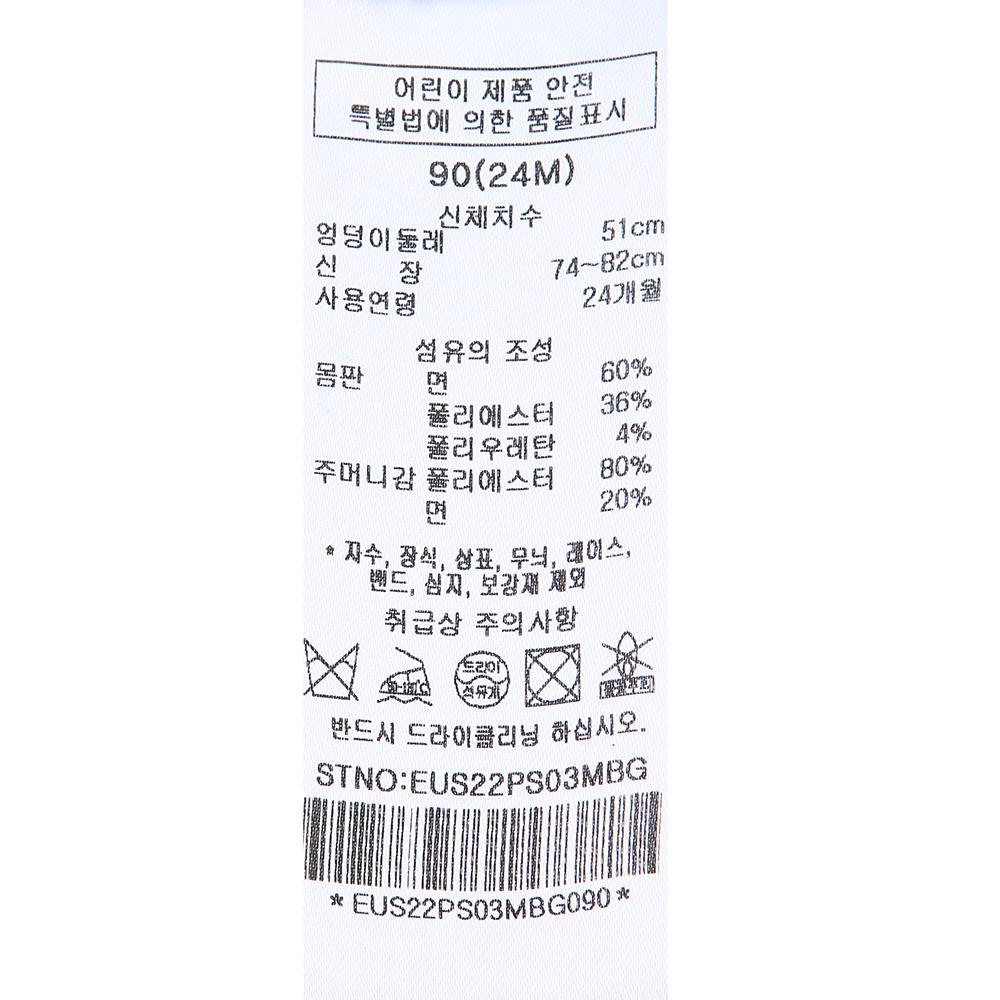 어린이 제품 안전
특별법에 의한 품질표시
90(24M)
신체치수
엉덩이둘레 51cm
신 장 74~82cm
사용연령 24개월
섬유의 조성
몸판 면 60%
폴리에스터 36%
폴리우레탄 4%
주머니감 폴리에스터 80%
면 20%
* 자수, 장식, 상표, 무늬, 레이스,
밴드, 심지, 보강재 제외
취급상 주의사항
드라이
석유계
반드시 드라이클리닝 하십시오.
STNO:EUS22PS03MBG
*EUS22PS03MBG090*